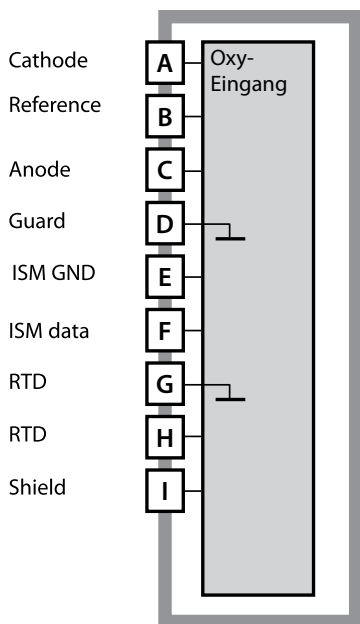 Cathode
A
Oxy-
Eingang
Reference
B
Anode
C
Guard
D
ISM GND
E
ISM data
F
RTD
G
RTD
H
Shield
I